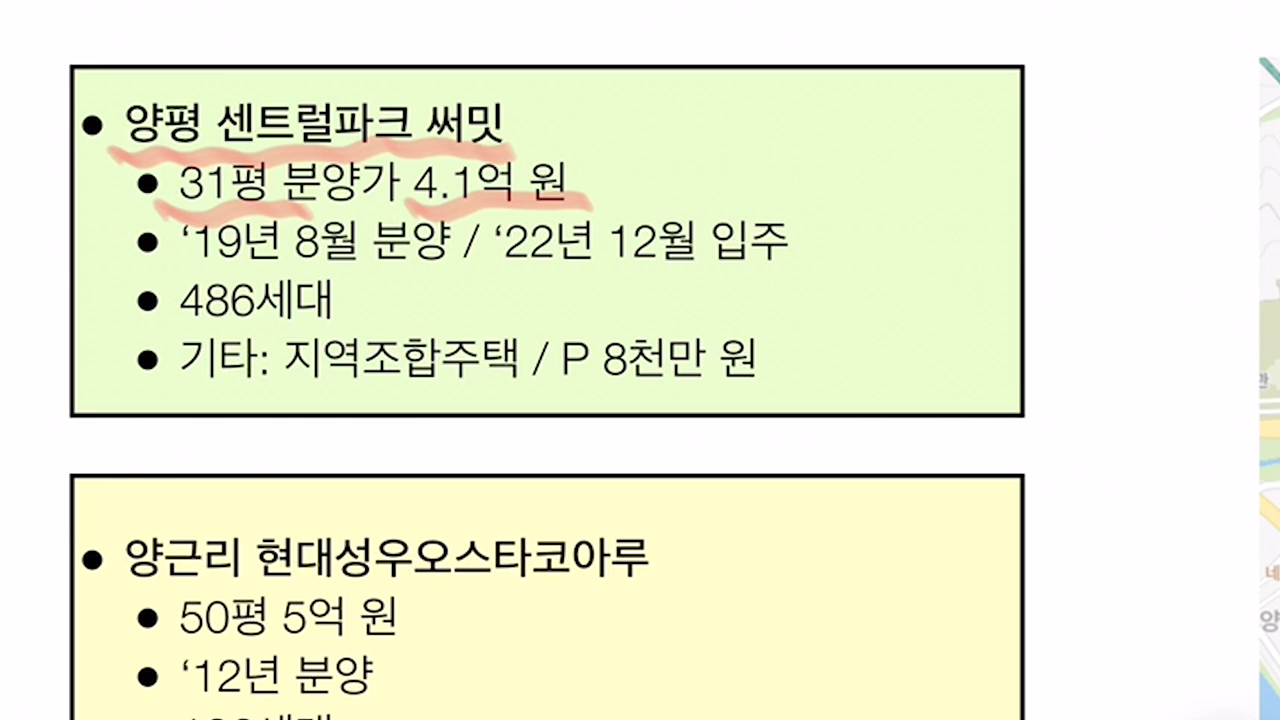 양평 센트럴파크 써밋
31평 분양가 4.1억 원
‘19년 8월 분양 / ‘22년 12월 입주
486세대
기타: 지역조합주택 / P 8천만 원
양근리 현대성우오스타코아루
50평 5억 원
‘12년 분양